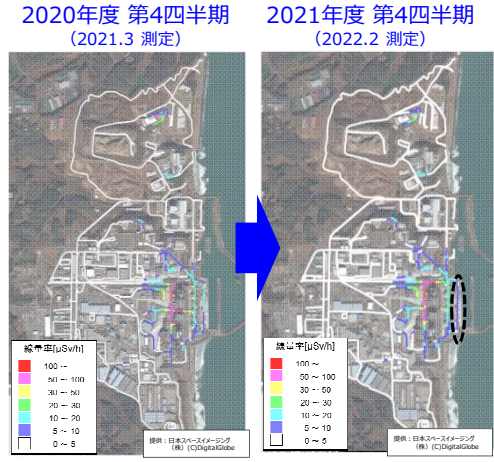 2020年度 第4四半期
（2021.3 測定）
線量率[μSv/h]
100 ~
50 ~ 100
30 ~ 50
20 ~ 30
10 ~ 20
5 ~ 10
0 ~ 5
提供：日本スペースイメージング
（株） (C)DigitalGlobe
2021年度 第4四半期
（2022.2 測定）
線量率[μSv/h]
100 ~
50 ~ 100
30 ~ 50
20 ~ 30
10 ~ 20
5 ~ 10
0 ~ 5
提供：日本スペースイメージング
（株） (C)DigitalGlobe